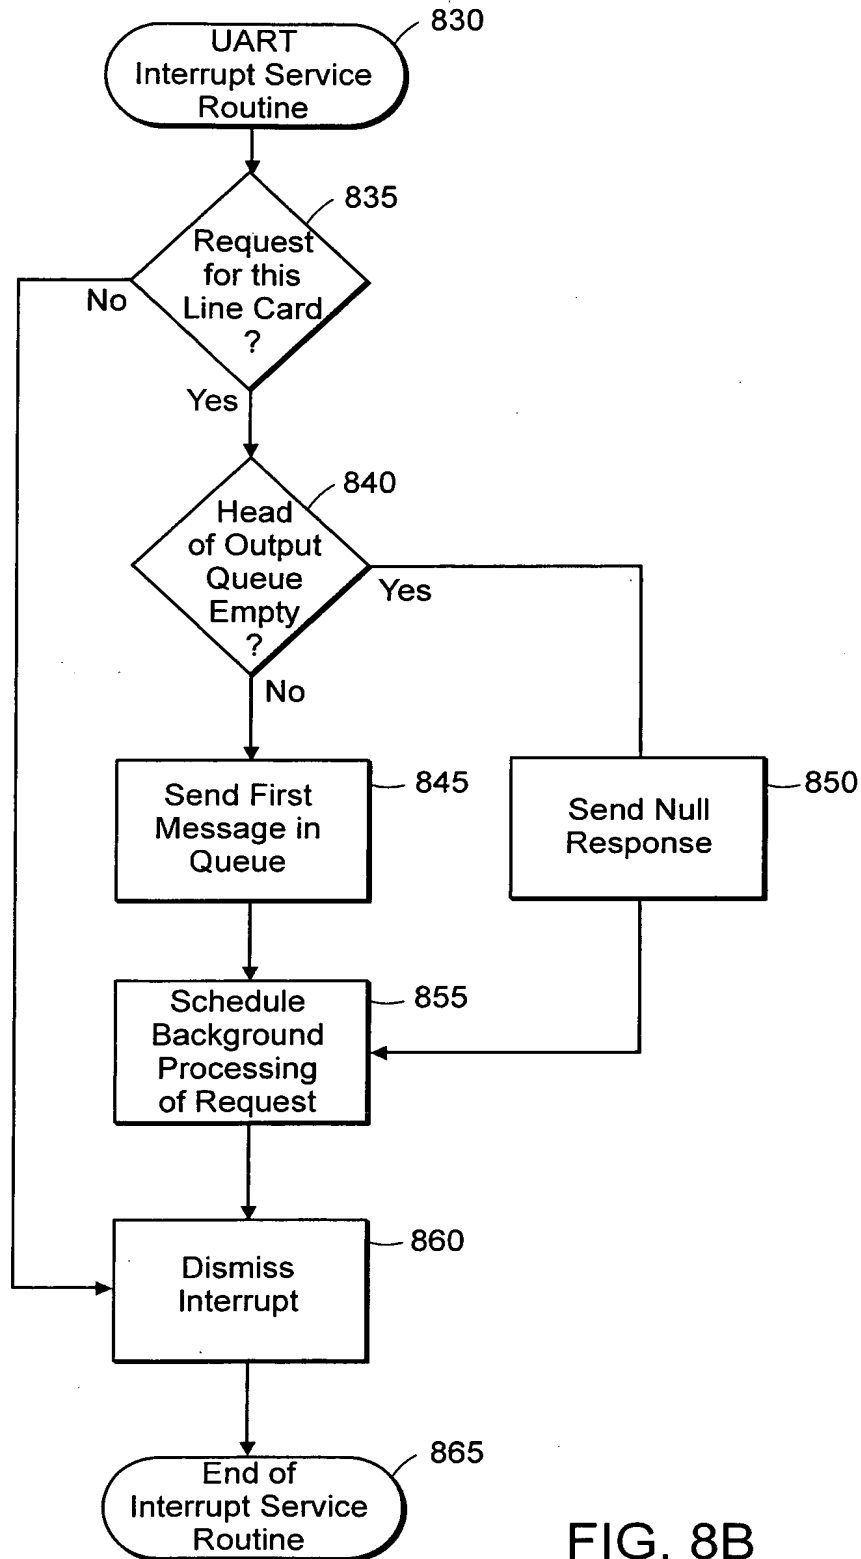 830
UART
Interrupt Service
Routine
835
Request
for this
Line Card
?
No
Yes
840
Head
of Output
Queue
Empty
?
Yes
No
845
Send First
Message in
Queue
850
Send Null
Response
855
Schedule
Background
Processing
of Request
860
Dismiss
Interrupt
865
End of
Interrupt Service
Routine
FIG. 8B